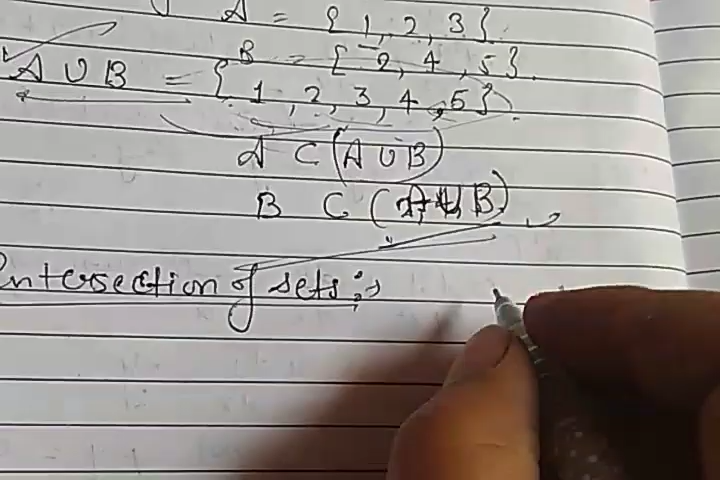 A = { 1, 2, 3 }
B = { 2, 4, 5 }.
A ∪ B = { 1, 2, 3, 4, 5 }.
A ⊂ (A ∪ B)
B ⊂ (A ∪ B)
Intersection of sets :→